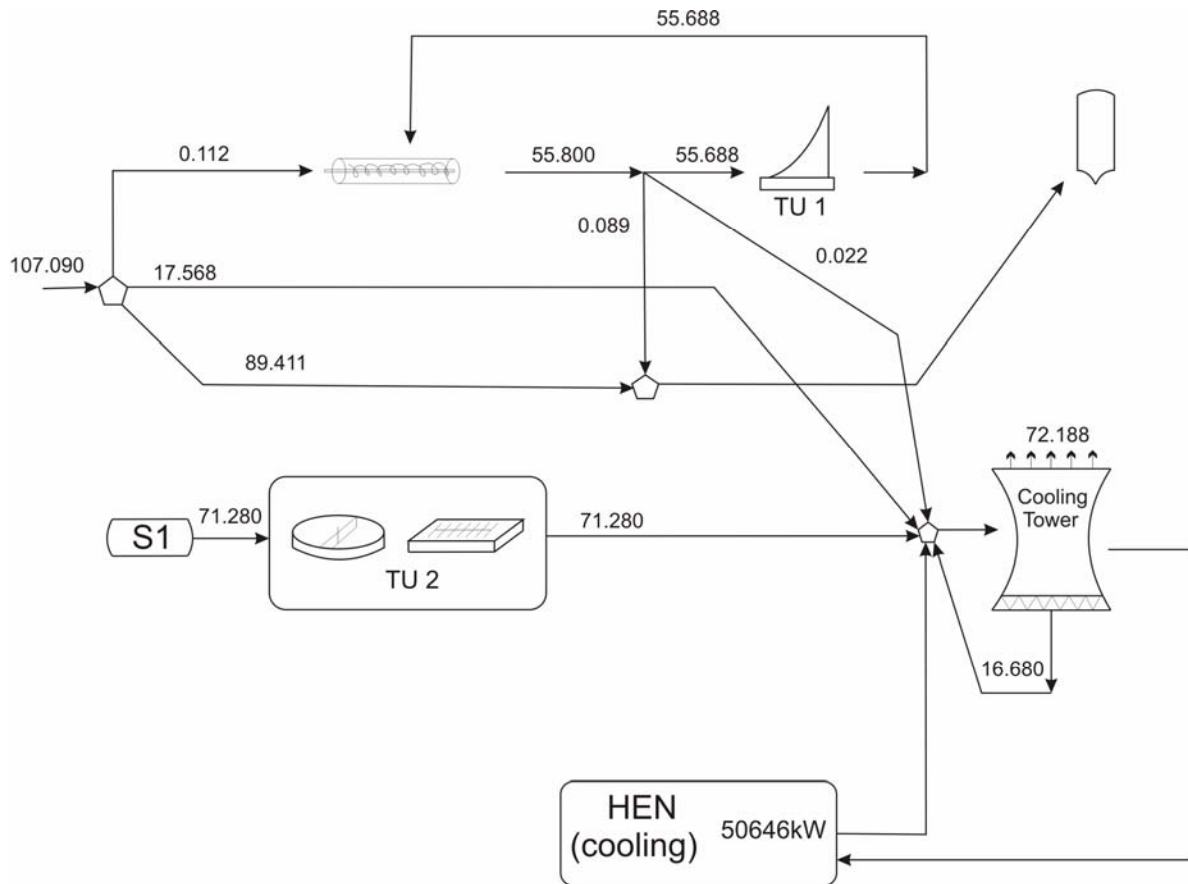 55.688
0.112
55.800
55.688
TU 1
0.089
0.022
107.090
17.568
89.411
72.188
Cooling
Tower
S1
71.280
71.280
TU 2
16.680
HEN
(cooling)
50646kW